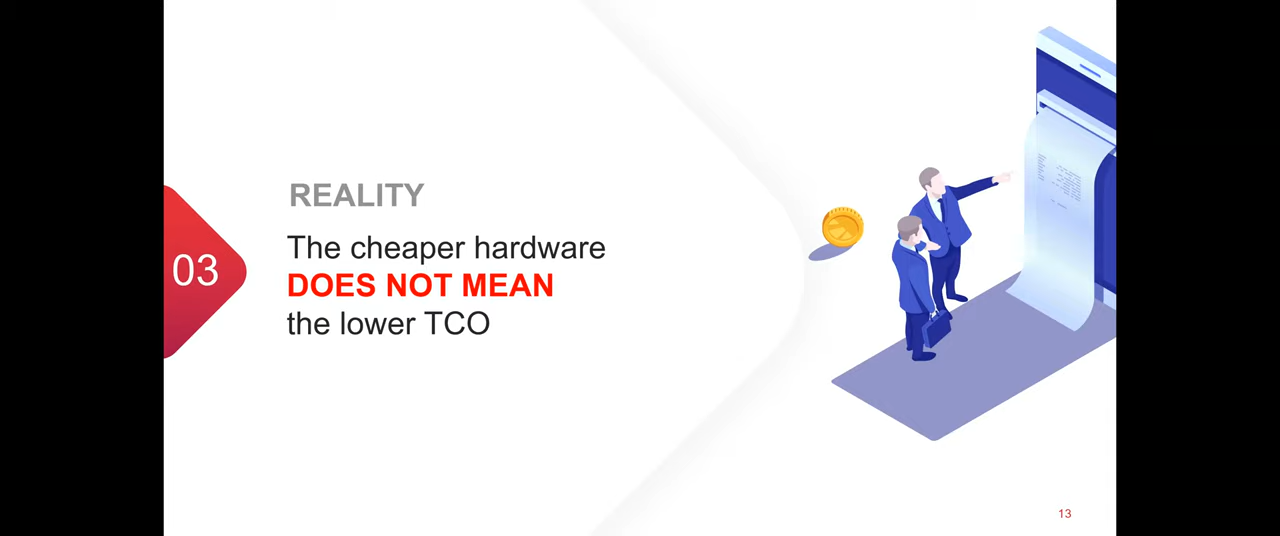 03
REALITY
The cheaper hardware
DOES NOT MEAN
the lower TCO
13